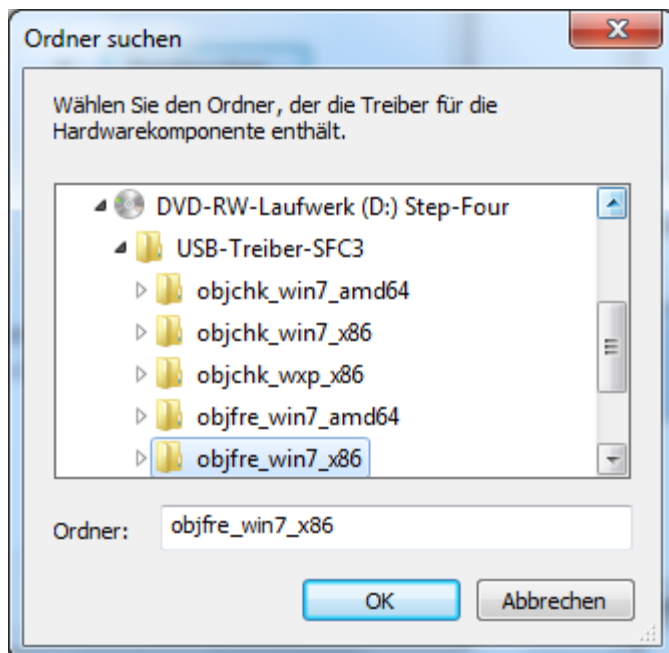 Ordner suchen
Wählen Sie den Ordner, der die Treiber für die
Hardwarekomponente enthält.
DVD-RW-Laufwerk (D:) Step-Four
USB-Treiber-SFC3
objchk_win7_amd64
objchk_win7_x86
objchk_wxp_x86
objfre_win7_amd64
objfre_win7_x86
Ordner: objfre_win7_x86
OK Abbrechen